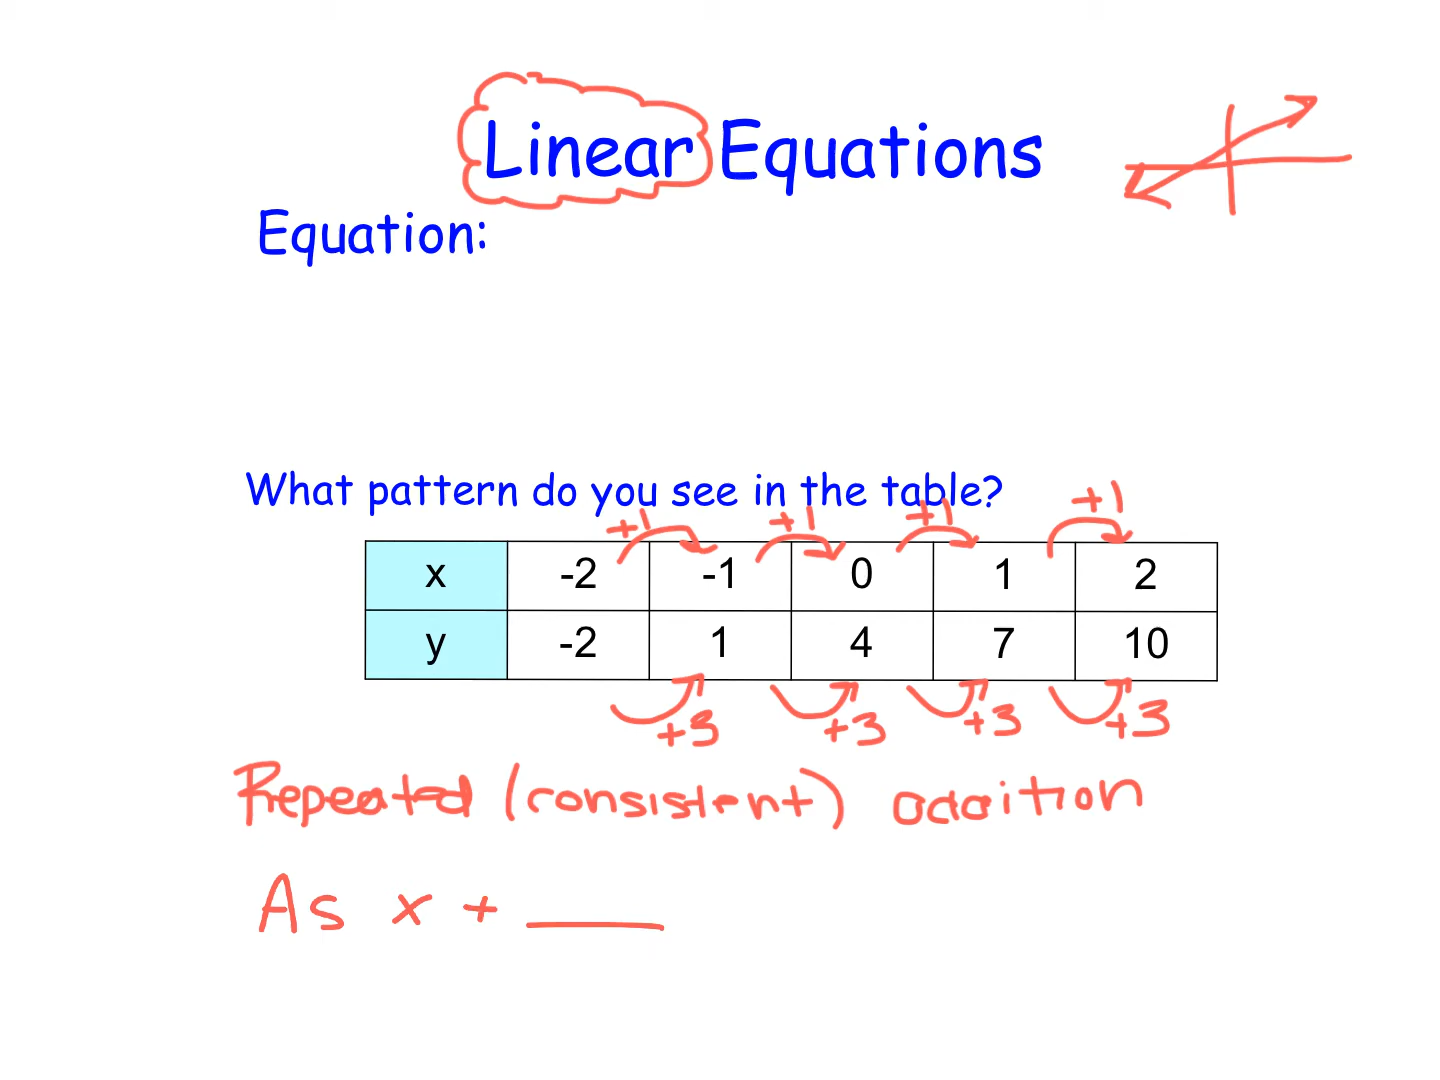 Linear Equations
Equation:
What pattern do you see in the table?
+1 +1 +1 +1
x -2 -1 0 1 2
y -2 1 4 7 10
+3 +3 +3 +3
Repeated (consistent) addition
As x + ____